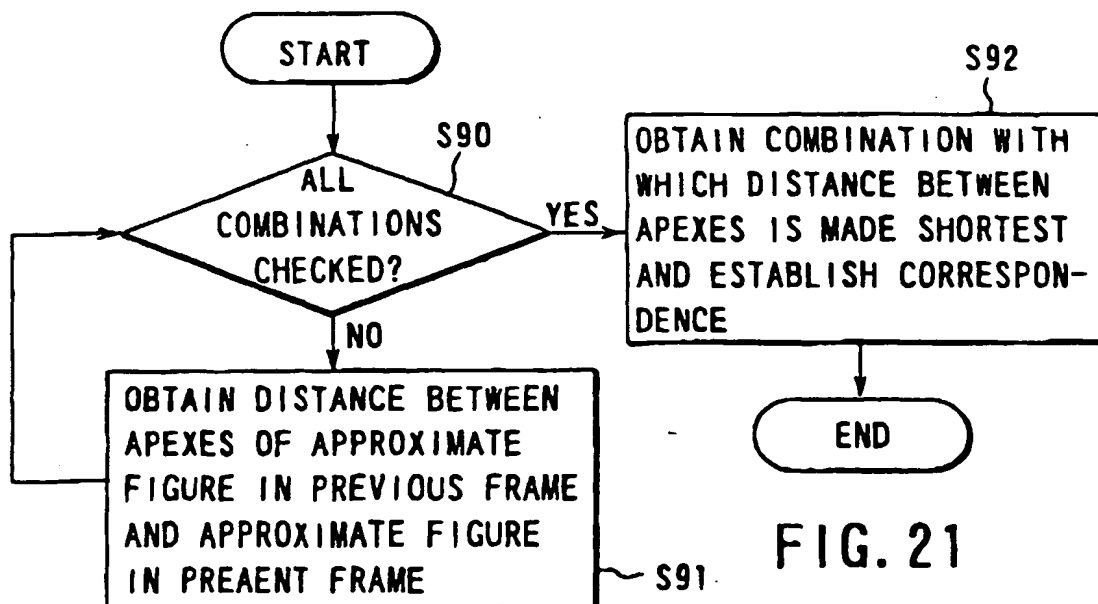 START
S90
ALL
COMBINATIONS
CHECKED?
YES
NO
S92
OBTAIN COMBINATION WITH
WHICH DISTANCE BETWEEN
APEXES IS MADE SHORTEST
AND ESTABLISH CORRESPON-
DENCE
END
OBTAIN DISTANCE BETWEEN
APEXES OF APPROXIMATE
FIGURE IN PREVIOUS FRAME
AND APPROXIMATE FIGURE
IN PREAENT FRAME
S91
FIG. 21